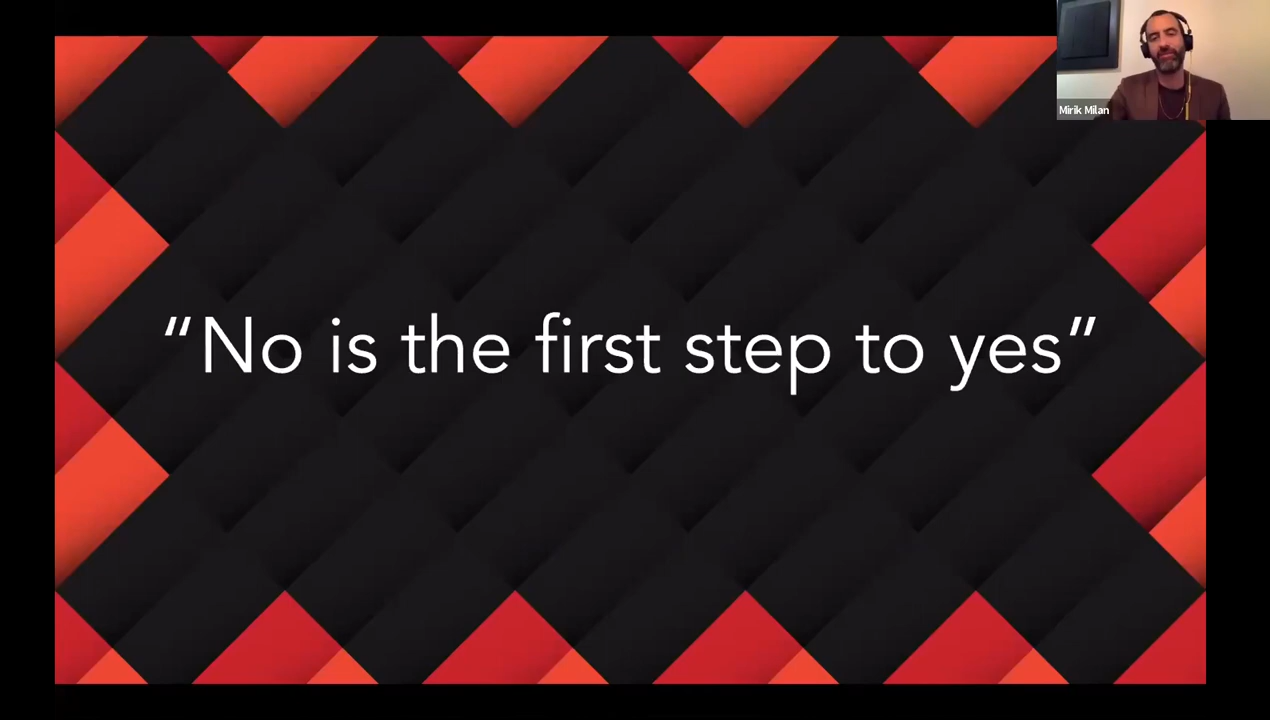 Mirik Milan
“No is the first step to yes”